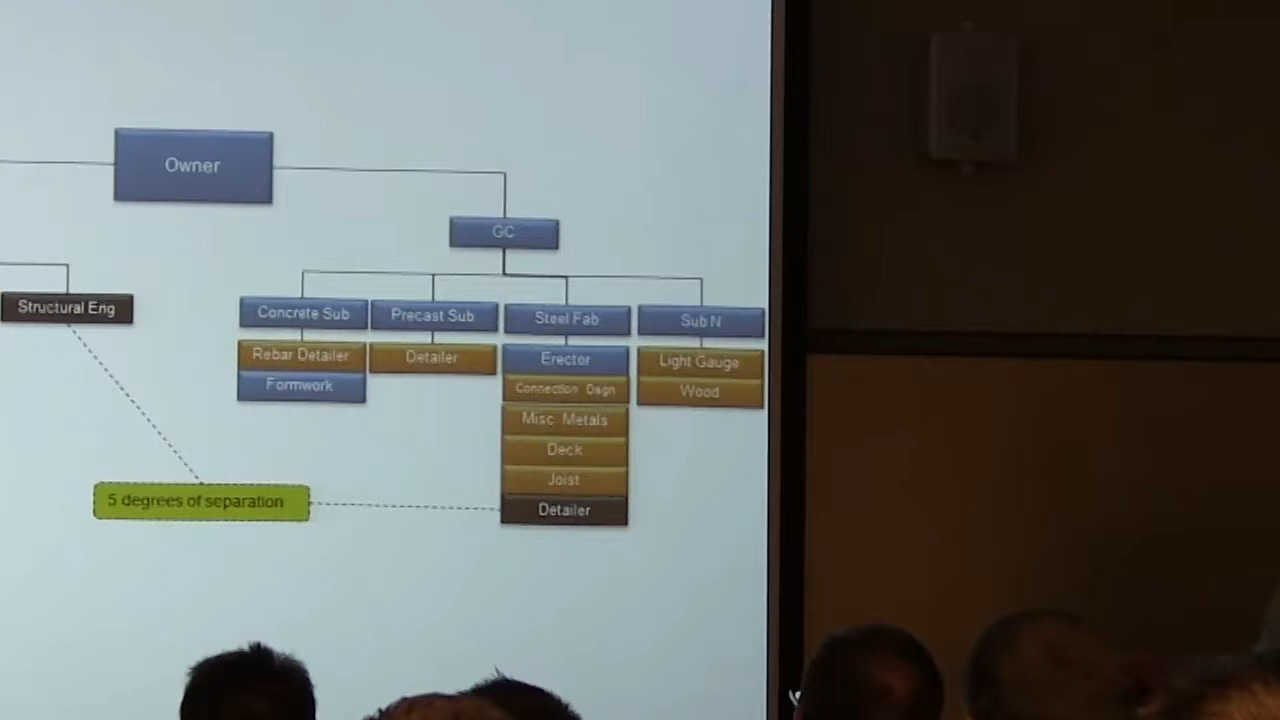 Owner
GC
Structural Eng
Concrete Sub
Precast Sub
Steel Fab
Sub N
Rebar Detailer
Detailer
Erector
Light Gauge
Formwork
Connection Dsgn
Wood
Misc Metals
Deck
Joist
5 degrees of separation
Detailer